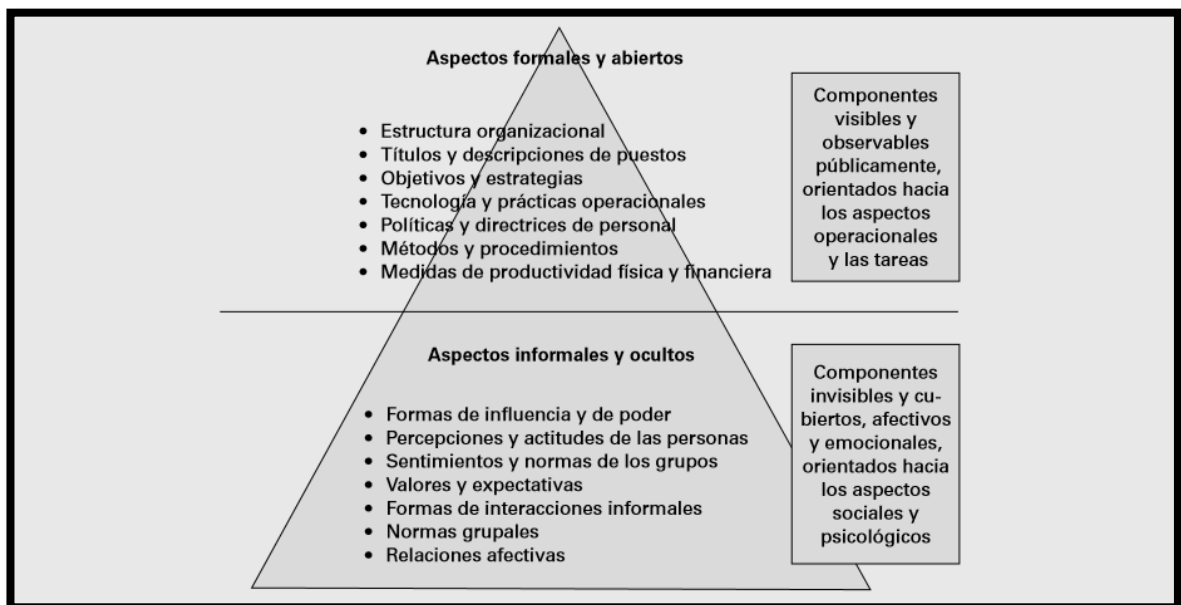 Aspectos formales y abiertos
• Estructura organizacional
• Títulos y descripciones de puestos
• Objetivos y estrategias
• Tecnología y prácticas operacionales
• Políticas y directrices de personal
• Métodos y procedimientos
• Medidas de productividad física y financiera
Componentes
visibles y
observables
públicamente,
orientados hacia
los aspectos
operacionales
y las tareas
Aspectos informales y ocultos
• Formas de influencia y de poder
• Percepciones y actitudes de las personas
• Sentimientos y normas de los grupos
• Valores y expectativas
• Formas de interacciones informales
• Normas grupales
• Relaciones afectivas
Componentes
invisibles y cu-
biertos, afectivos
y emocionales,
orientados hacia
los aspectos
sociales y
psicológicos